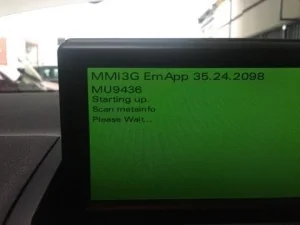 MMI3G EmApp 35.24.2098
MU9436
Starting up.
Scan metainfo
Please Wait...